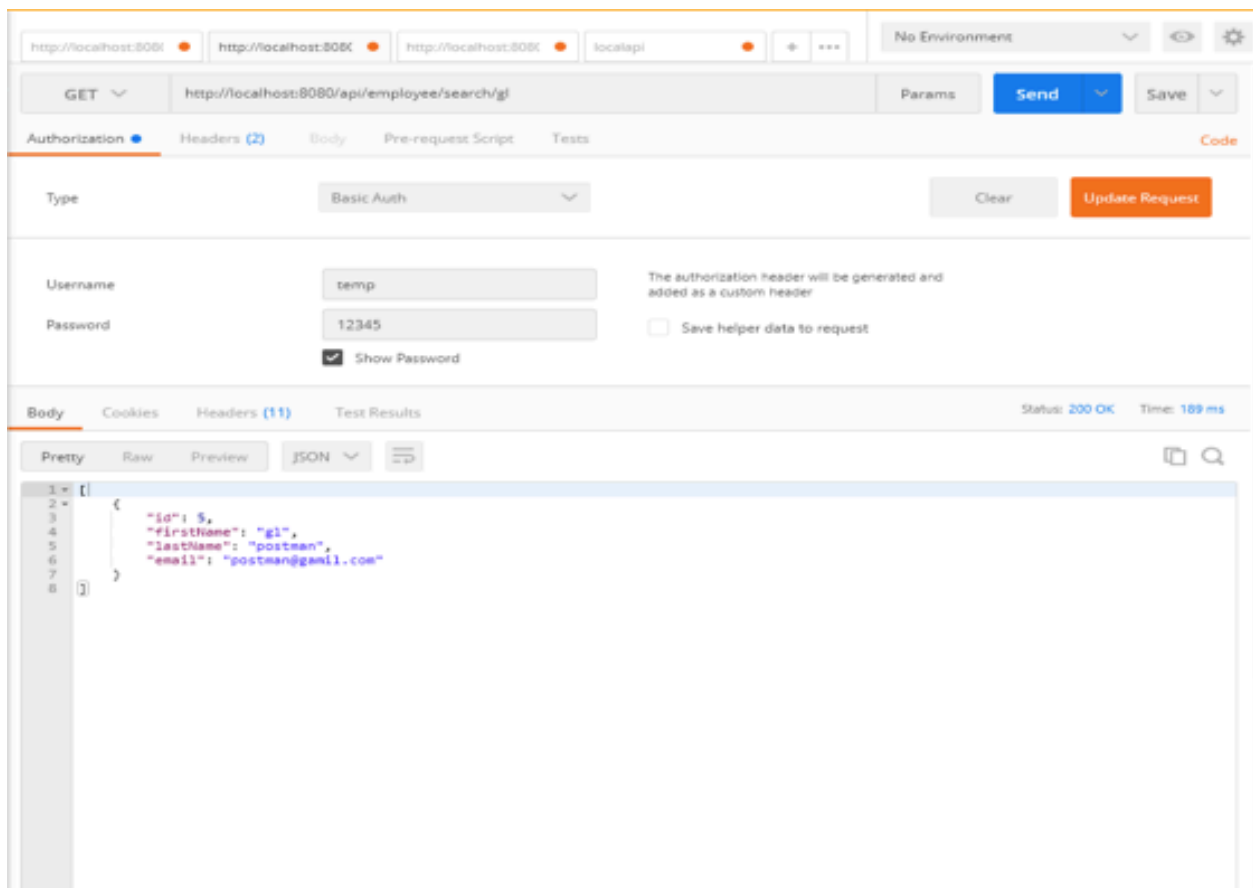 http://localhost:808( http://localhost:808( http://localhost:808( localapi + ••• No Environment
GET http://localhost:8080/api/employee/search/gl Params Send Save
Authorization Headers (2) Body Pre-request Script Tests Code
Type Basic Auth Clear Update Request
Username temp The authorization header will be generated and
added as a custom header
Password 12345 Save helper data to request
Show Password
Body Cookies Headers (11) Test Results Status: 200 OK Time: 189 ms
Pretty Raw Preview JSON
1 [
2 {
3 "id": 5,
4 "firstName": "gl",
5 "lastName": "postman",
6 "email": "postman@gamil.com"
7 }
8 ]